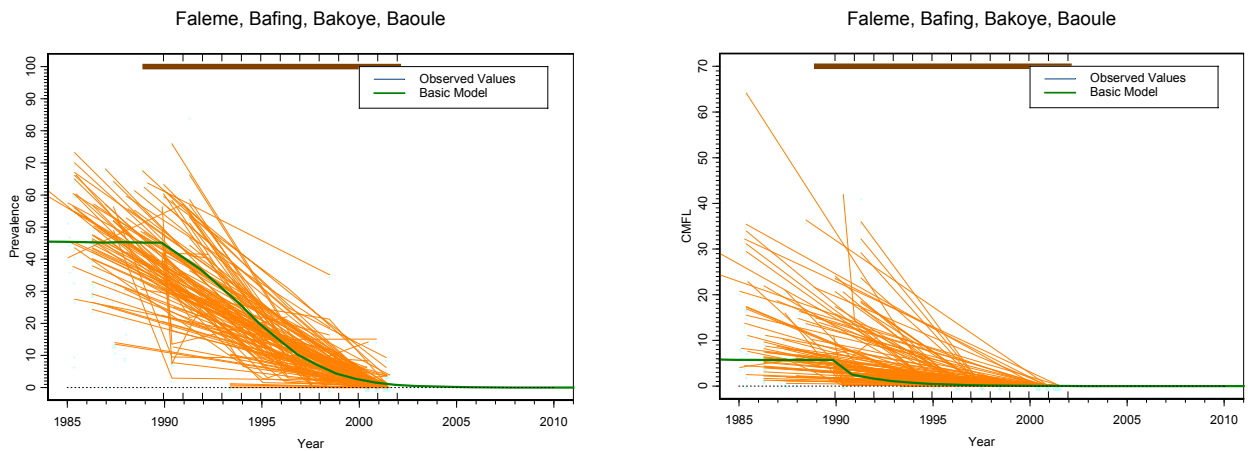 Faleme, Bafing, Bakoye, Baoule
Prevalence
100
90
80
70
60
50
40
30
20
10
0
Observed Values
Basic Model
1985 1990 1995 2000 2005 2010
Year
Faleme, Bafing, Bakoye, Baoule
CMFL
70
60
50
40
30
20
10
0
Observed Values
Basic Model
1985 1990 1995 2000 2005 2010
Year